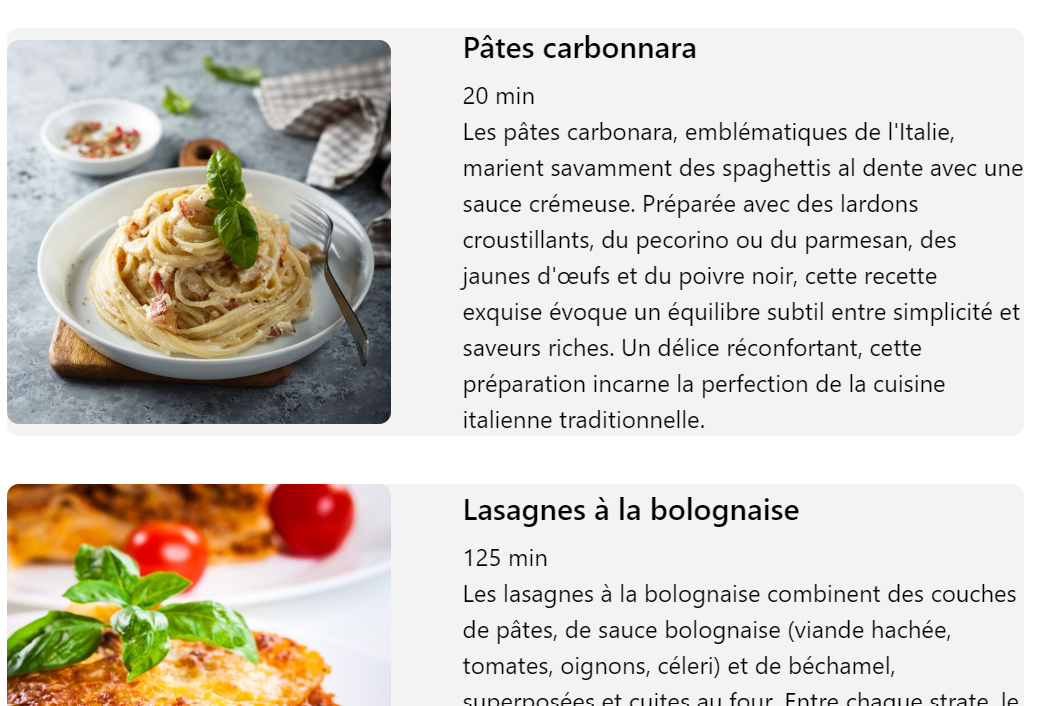 Pâtes carbonnara
20 min
Les pâtes carbonara, emblématiques de l'Italie,
marient savamment des spaghettis al dente avec une
sauce crémeuse. Préparée avec des lardons
croustillants, du pecorino ou du parmesan, des
jaunes d'œufs et du poivre noir, cette recette
exquise évoque un équilibre subtil entre simplicité et
saveurs riches. Un délice réconfortant, cette
préparation incarne la perfection de la cuisine
italienne traditionnelle.
Lasagnes à la bolognaise
125 min
Les lasagnes à la bolognaise combinent des couches
de pâtes, de sauce bolognaise (viande hachée,
tomates, oignons, céleri) et de béchamel,
superposées et cuites au four. Entre chaque strate, le